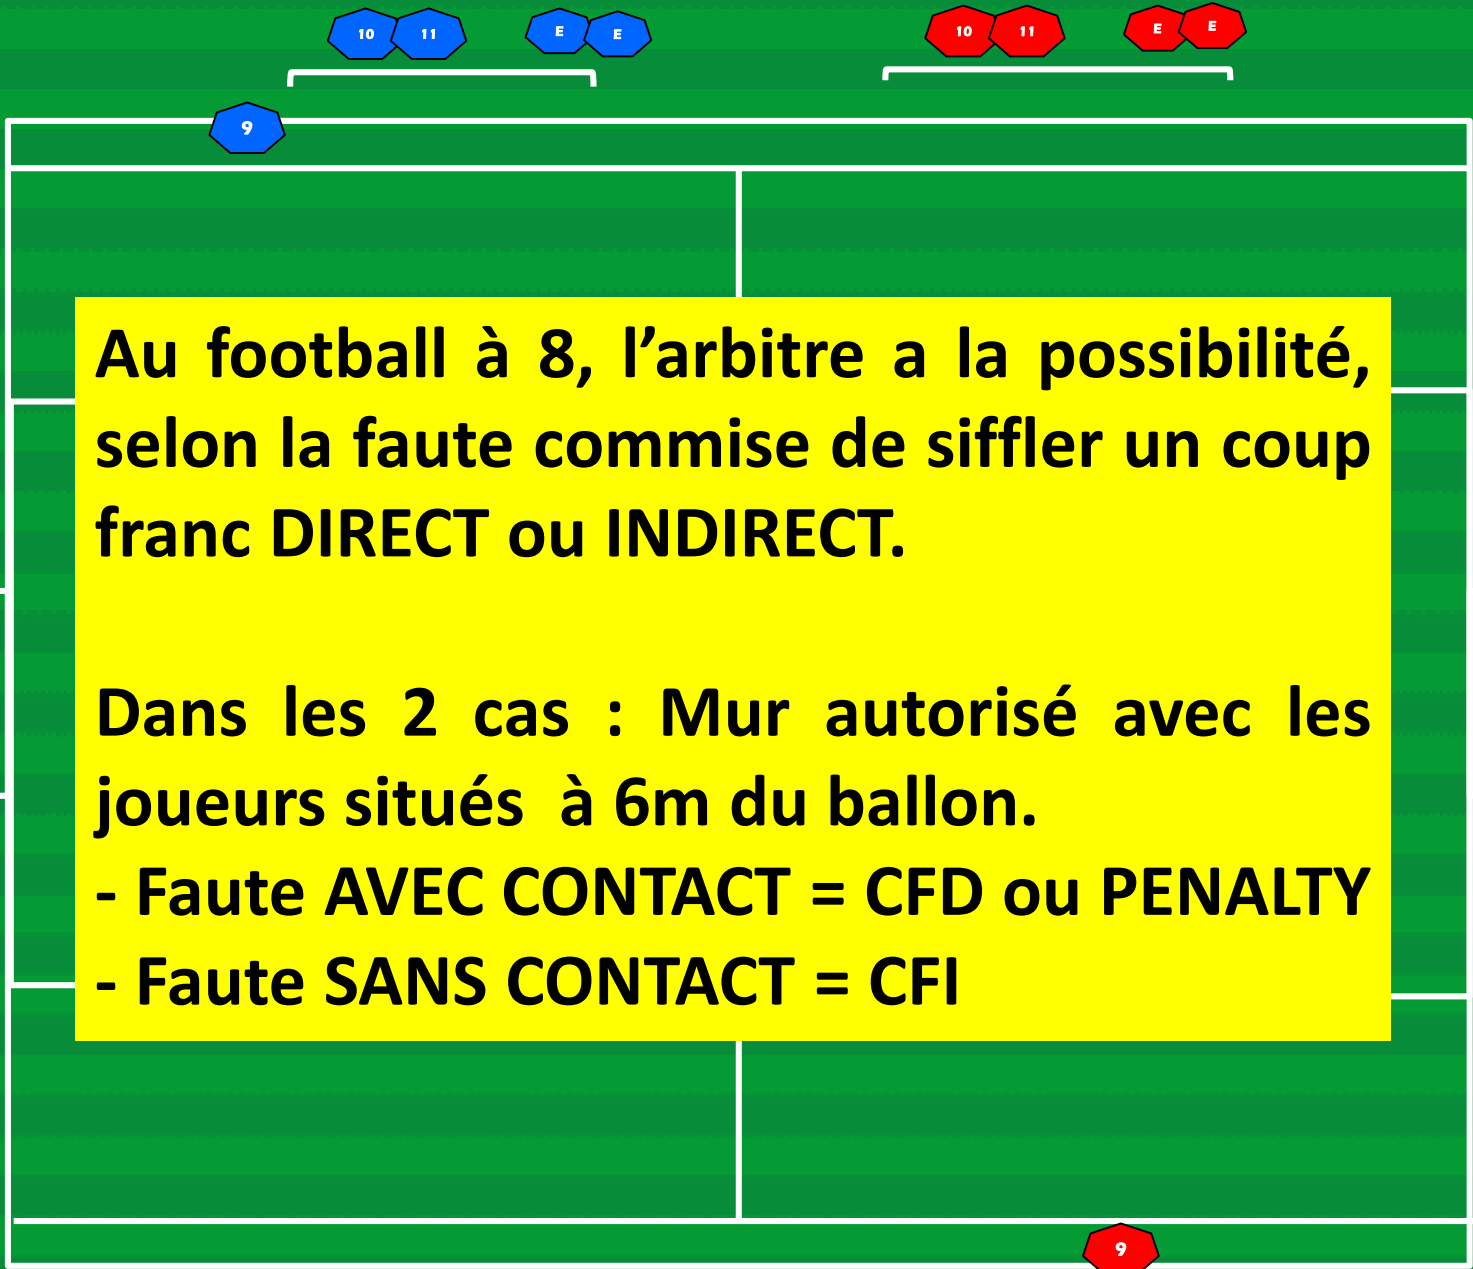 10 11 E E 10 11 E E
9
Au football à 8, l’arbitre a la possibilité,
selon la faute commise de siffler un coup
franc DIRECT ou INDIRECT.
Dans les 2 cas : Mur autorisé avec les
joueurs situés à 6m du ballon.
- Faute AVEC CONTACT = CFD ou PENALTY
- Faute SANS CONTACT = CFI
9